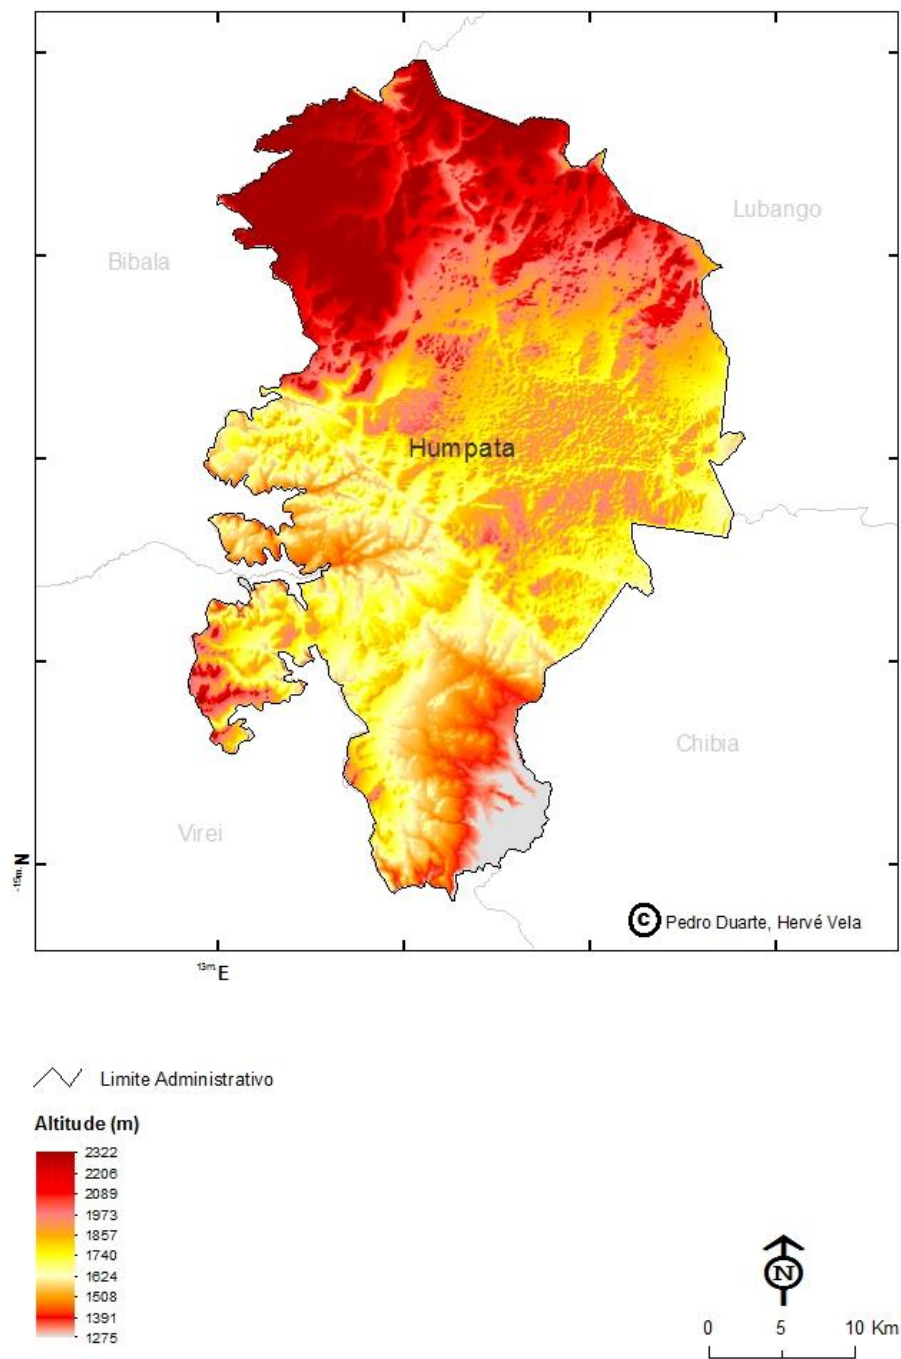 Lubango
Bibala
Humpata
Chibia
Virei
-15m. N
C Pedro Duarte, Hervé Vela
13m. E
Limite Administrativo
Altitude (m)
2322
2206
2089
1973
1857
1740
1624
1508
1391
1275
N
0 5 10 Km